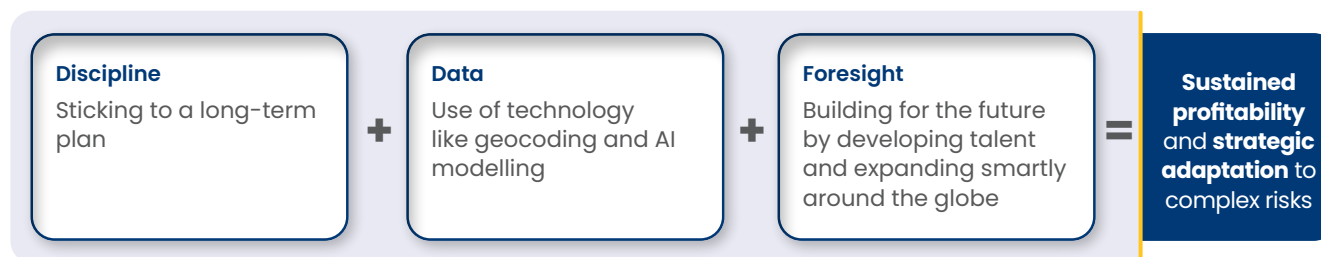 Discipline
Sticking to a long-term
plan
+
Data
Use of technology
like geocoding and AI
modelling
+
Foresight
Building for the future
by developing talent
and expanding smartly
around the globe
=
Sustained
profitability
and strategic
adaptation to
complex risks